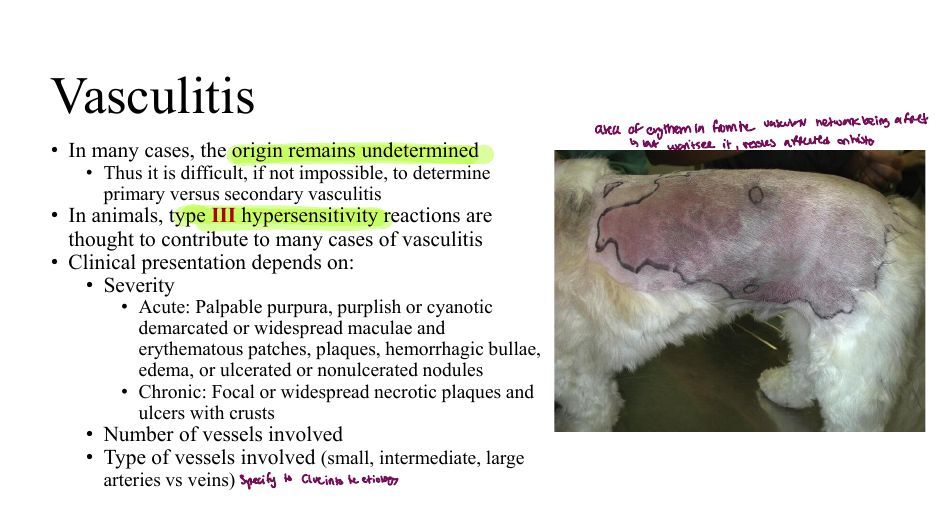 Vasculitis
area of erythema from the vascular network being affect
↳ but won't see it, vessles affected on histo
• In many cases, the origin remains undetermined
• Thus it is difficult, if not impossible, to determine
primary versus secondary vasculitis
• In animals, type III hypersensitivity reactions are
thought to contribute to many cases of vasculitis
• Clinical presentation depends on:
• Severity
• Acute: Palpable purpura, purplish or cyanotic
demarcated or widespread maculae and
erythematous patches, plaques, hemorrhagic bullae,
edema, or ulcerated or nonulcerated nodules
• Chronic: Focal or widespread necrotic plaques and
ulcers with crusts
• Number of vessels involved
• Type of vessels involved (small, intermediate, large
arteries vs veins) Specify to clue into etiology